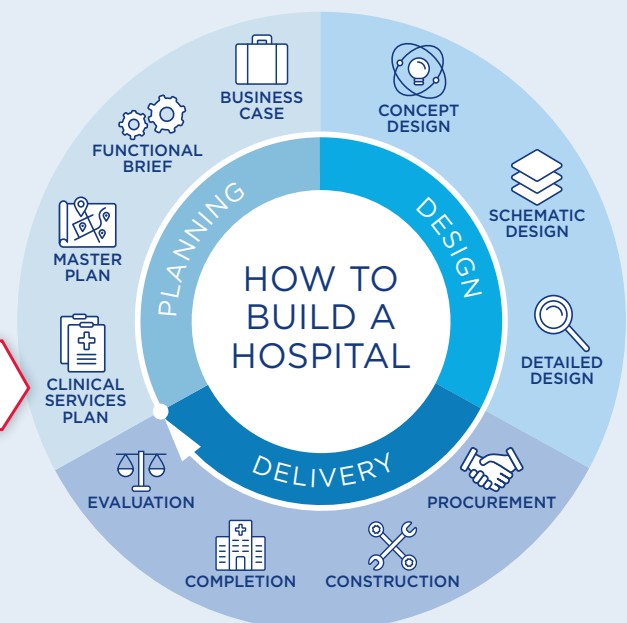 HOW TO
BUILD A
HOSPITAL
PLANNING
CLINICAL
SERVICES
PLAN
MASTER
PLAN
FUNCTIONAL
BRIEF
BUSINESS
CASE
DESIGN
CONCEPT
DESIGN
SCHEMATIC
DESIGN
DETAILED
DESIGN
DELIVERY
PROCUREMENT
CONSTRUCTION
COMPLETION
EVALUATION